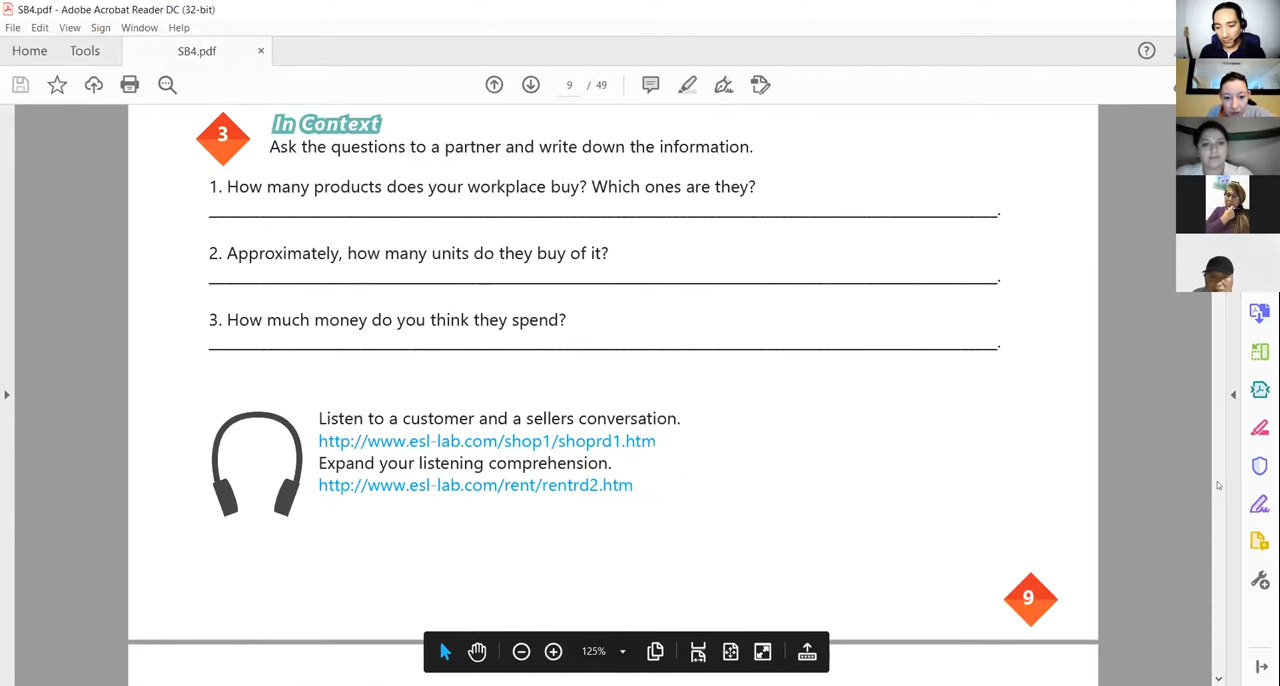 SB4.pdf - Adobe Acrobat Reader DC (32-bit)
File Edit View Sign Window Help
Home Tools SB4.pdf ×
9 / 49
3
In Context
Ask the questions to a partner and write down the information.
1. How many products does your workplace buy? Which ones are they?
2. Approximately, how many units do they buy of it?
3. How much money do you think they spend?
Listen to a customer and a sellers conversation.
http://www.esl-lab.com/shop1/shoprd1.htm
Expand your listening comprehension.
http://www.esl-lab.com/rent/rentrd2.htm
9
125%